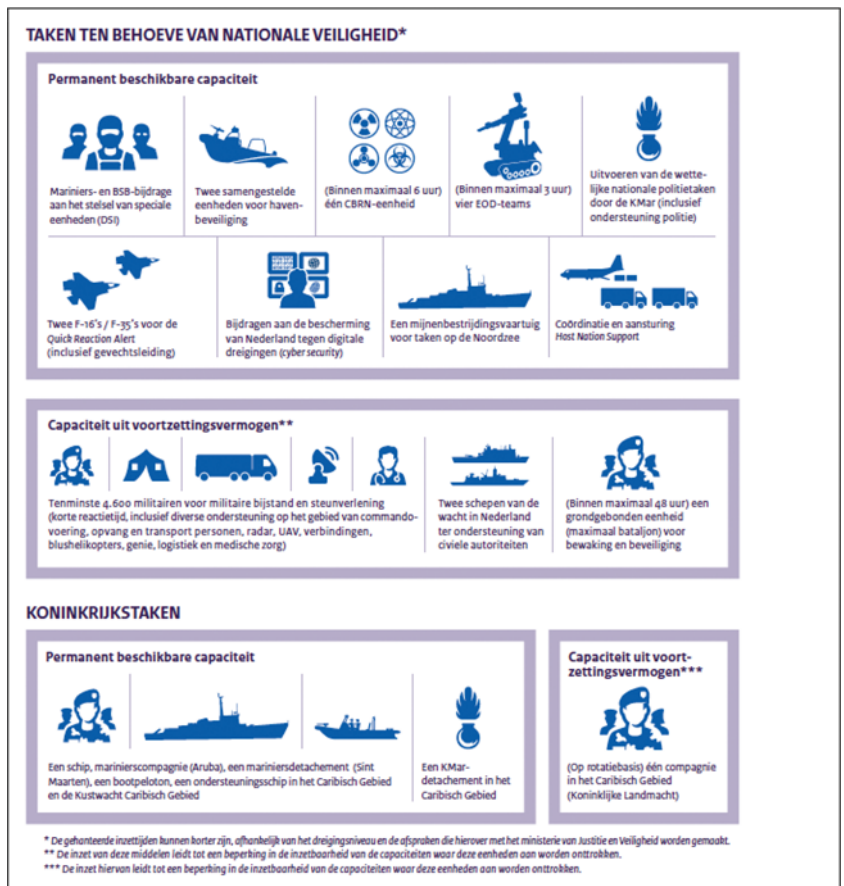 TAKEN TEN BEHOEVE VAN NATIONALE VEILIGHEID*
Permanent beschikbare capaciteit
Mariniers- en BSB-bijdrage
aan het stelsel van speciale
eenheden (DSI)
Twee samengestelde
eenheden voor haven-
beveiliging
(Binnen maximaal 6 uur)
één CBRN-eenheid
(Binnen maximaal 3 uur)
vier EOD-teams
Uitvoeren van de wette-
lijke nationale politietaken
door de KMar (inclusief
ondersteuning politie)
Twee F-16's / F-35's voor de
Quick Reaction Alert
(inclusief gevechtsleiding)
Bijdragen aan de bescherming
van Nederland tegen digitale
dreigingen (cyber security)
Een mijnenbestrijdingsvaartuig
voor taken op de Noordzee
Coördinatie en aansturing
Host Nation Support
Capaciteit uit voortzettingsvermogen**
Tenminste 4.600 militairen voor militaire bijstand en steunverlening
(korte reactietijd, inclusief diverse ondersteuning op het gebied van commando-
voering, opvang en transport personen, radar, UAV, verbindingen,
blushelikopters, genie, logistiek en medische zorg)
Twee schepen van de
wacht in Nederland
ter ondersteuning van
civiele autoriteiten
(Binnen maximaal 48 uur) een
grondgebonden eenheid
(maximaal bataljon) voor
bewaking en beveiliging
KONINKRIJKSTAKEN
Permanent beschikbare capaciteit
Een schip, marinierscompagnie (Aruba), een mariniersdetachement (Sint
Maarten), een bootpeloton, een ondersteuningsschip in het Caribisch Gebied
en de Kustwacht Caribisch Gebied
Een KMar-
detachement in het
Caribisch Gebied
Capaciteit uit voort-
zettingsvermogen***
(Op rotatiebasis) één compagnie
in het Caribisch Gebied
(Koninklijke Landmacht)
* De gehanteerde inzettijden kunnen korter zijn, afhankelijk van het dreigingsniveau en de afspraken die hierover met het ministerie van Justitie en Veiligheid worden gemaakt.
** De inzet van deze middelen leidt tot een beperking in de inzetbaarheid van de capaciteiten waar deze eenheden aan worden onttrokken.
*** De inzet hiervan leidt tot een beperking in de inzetbaarheid van de capaciteiten waar deze eenheden aan worden onttrokken.